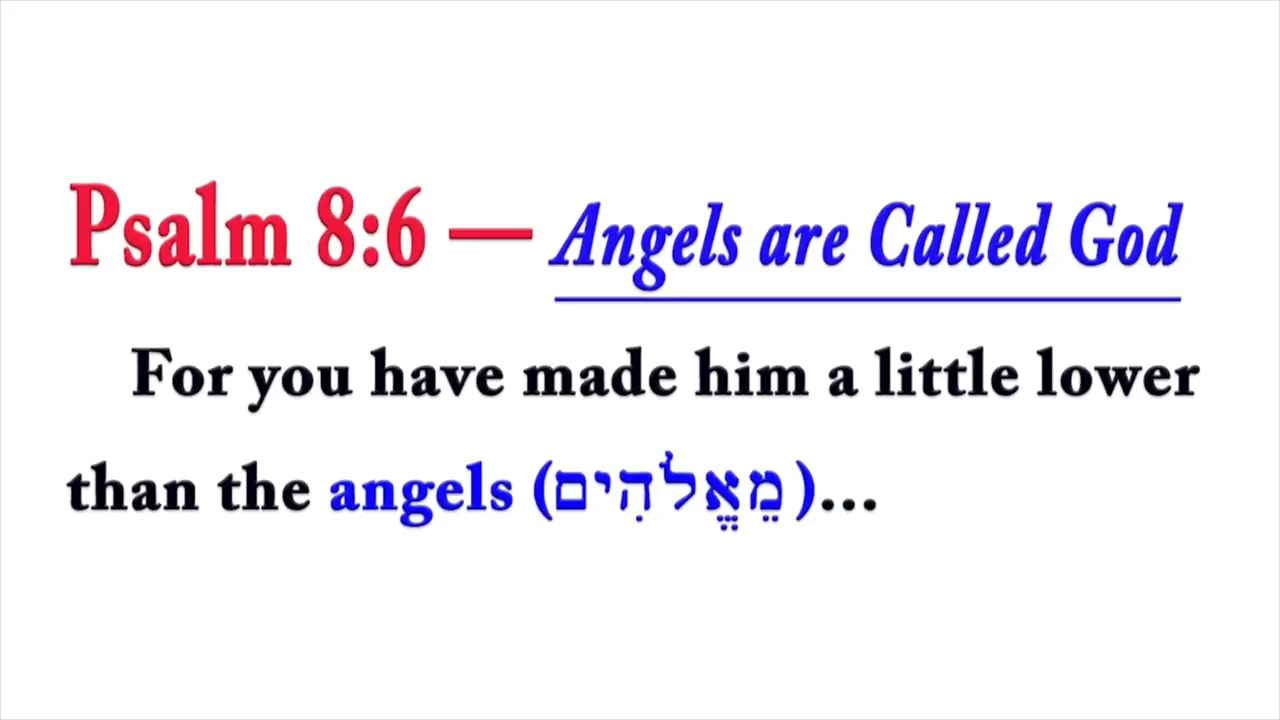 Psalm 8:6 — Angels are Called God
For you have made him a little lower
than the angels (מֵאֱלֹהִים)...